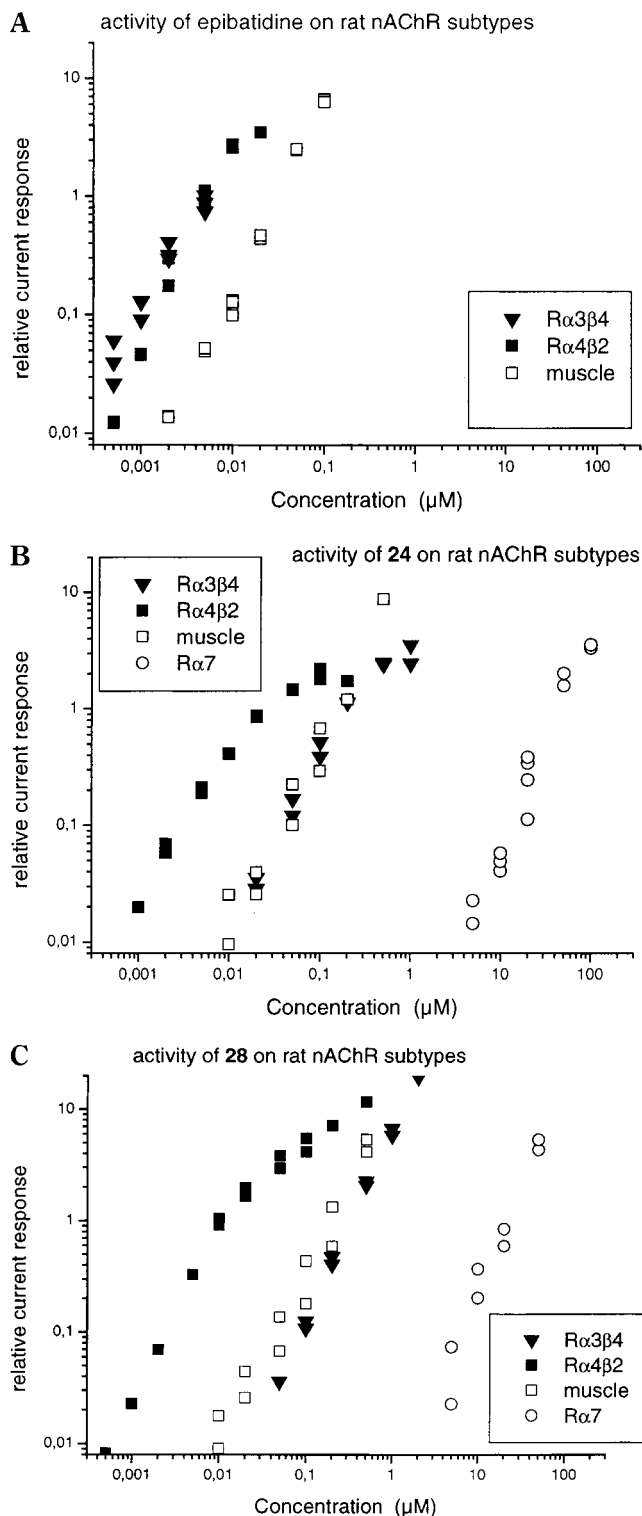 A
activity of epibatidine on rat nAChR subtypes
10
1
0,1
0,01
relative current response
Rα3β4
Rα4β2
muscle
0,001
0,01
0,1
1
10
100
Concentration (µM)
B
activity of 24 on rat nAChR subtypes
Rα3β4
Rα4β2
muscle
Rα7
10
1
0,1
0,01
relative current response
0,001
0,01
0,1
1
10
100
Concentration (µM)
C
activity of 28 on rat nAChR subtypes
10
1
0,1
0,01
relative current response
Rα3β4
Rα4β2
muscle
Rα7
0,001
0,01
0,1
1
10
100
Concentration (µM)